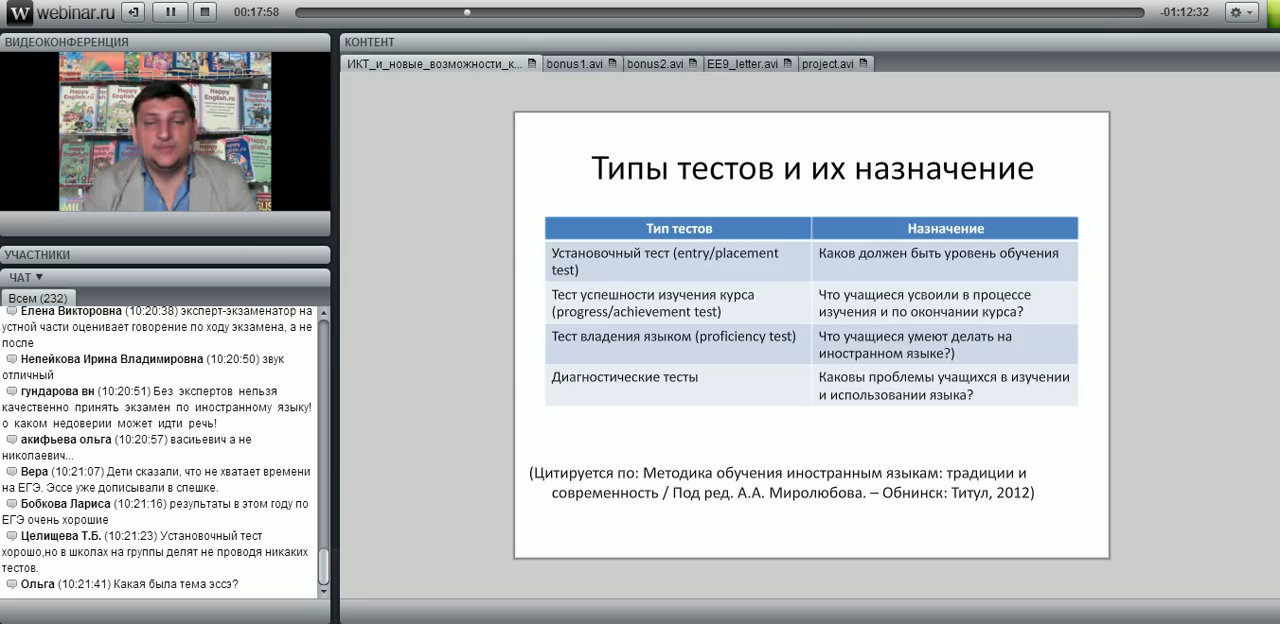 W webinar.ru
00:17:58
-01:12:32
ВИДЕОКОНФЕРЕНЦИЯ
Happy English.ru
Happy English.ru
УЧАСТНИКИ
ЧАТ ▼
Всем (232)
Елена Викторовна (10:20:38) эксперт-экзаменатор на
устной части оценивает говорение по ходу экзамена, а не
после
Непейкова Ирина Владимировна (10:20:50) звук
отличный
гундарова вн (10:20:51) Без экспертов нельзя
качественно принять экзамен по иностранному языку!
о каком недоверии может идти речь!
акифьева ольга (10:20:57) васиьевич а не
николаевич...
Вера (10:21:07) Дети сказали, что не хватает времени
на ЕГЭ. Эссе уже дописывали в спешке.
Бобкова Лариса (10:21:16) результаты в этом году по
ЕГЭ очень хорошие
Целищева Т.Б. (10:21:23) Установочный тест
хорошо,но в школах на группы делят не проводя никаких
тестов.
Ольга (10:21:41) Какая была тема эссэ?
КОНТЕНТ
ИКТ_и_новые_возможности_к... bonus1.avi bonus2.avi EE9_letter.avi project.avi
Типы тестов и их назначение
Тип тестов Назначение
Установочный тест (entry/placement
test)
Каков должен быть уровень обучения
Тест успешности изучения курса
(progress/achievement test)
Что учащиеся усвоили в процессе
изучения и по окончании курса?
Тест владения языком (proficiency test)
Что учащиеся умеют делать на
иностранном языке?)
Диагностические тесты
Каковы проблемы учащихся в изучении
и использовании языка?
(Цитируется по: Методика обучения иностранным языкам: традиции и
современность / Под ред. А.А. Миролюбова. – Обнинск: Титул, 2012)